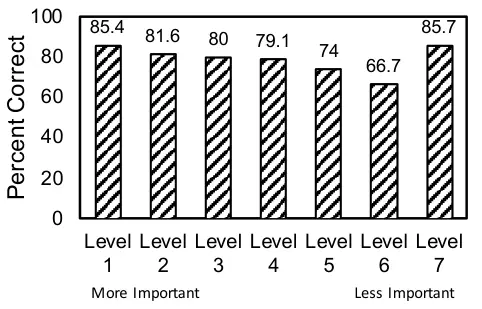 Percent Correct
100
80
60
40
20
0
85.4
81.6
80
79.1
74
66.7
85.7
Level 1
Level 2
Level 3
Level 4
Level 5
Level 6
Level 7
More Important
Less Important